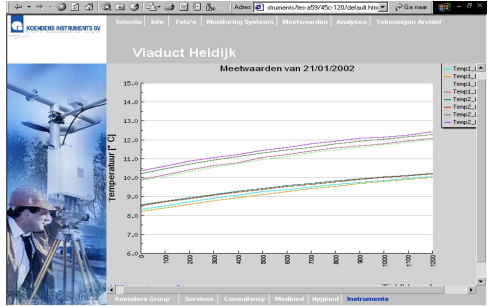 Adres struments/les-a59/45c-120/default.htm Ga naar
KOENDERS INSTRUMENTS BV
Selectie Info Foto's Monitoring Systeem Meetwaarden Analyses Tekeningen Archief
Viaduct Heidijk
Meetwaarden van 21/01/2002
Temperatuur [° C]
15.0
14.0
13.0
12.0
11.0
10.0
9.0
8.0
7.0
6.0
0 100 200 300 400 500 600 700 800 900 1000 1100 1200
Temp1_
Temp1_
Temp1_
Temp1_
Temp2_
Temp2_
Temp2_
Temp2_
Koenders Group Services Consultancy Medined Hygined Instruments